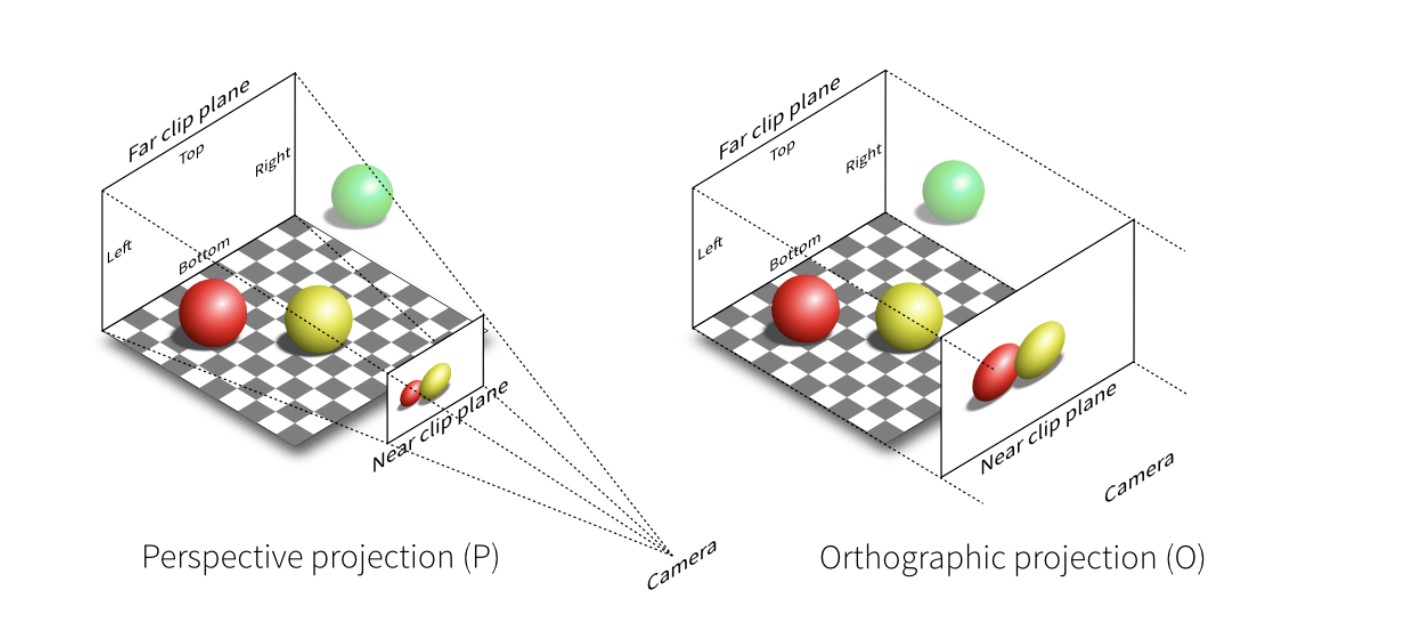 Far clip plane
Top
Right
Left
Bottom
Near clip plane
Camera
Perspective projection (P)
Far clip plane
Top
Right
Left
Bottom
Near clip plane
Camera
Orthographic projection (O)